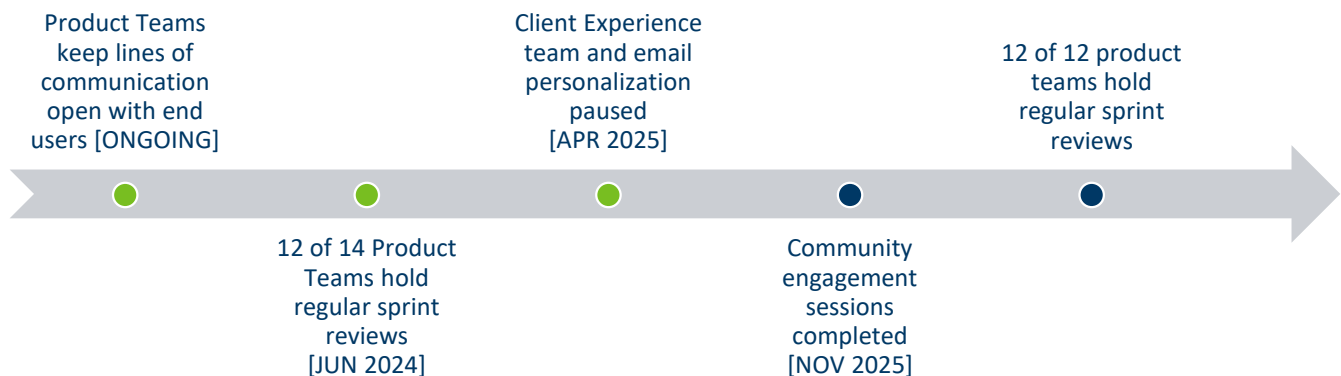 Product Teams
keep lines of
communication
open with end
users [ONGOING]
12 of 14 Product
Teams hold
regular sprint
reviews
[JUN 2024]
Client Experience
team and email
personalization
paused
[APR 2025]
Community
engagement
sessions
completed
[NOV 2025]
12 of 12 product
teams hold
regular sprint
reviews